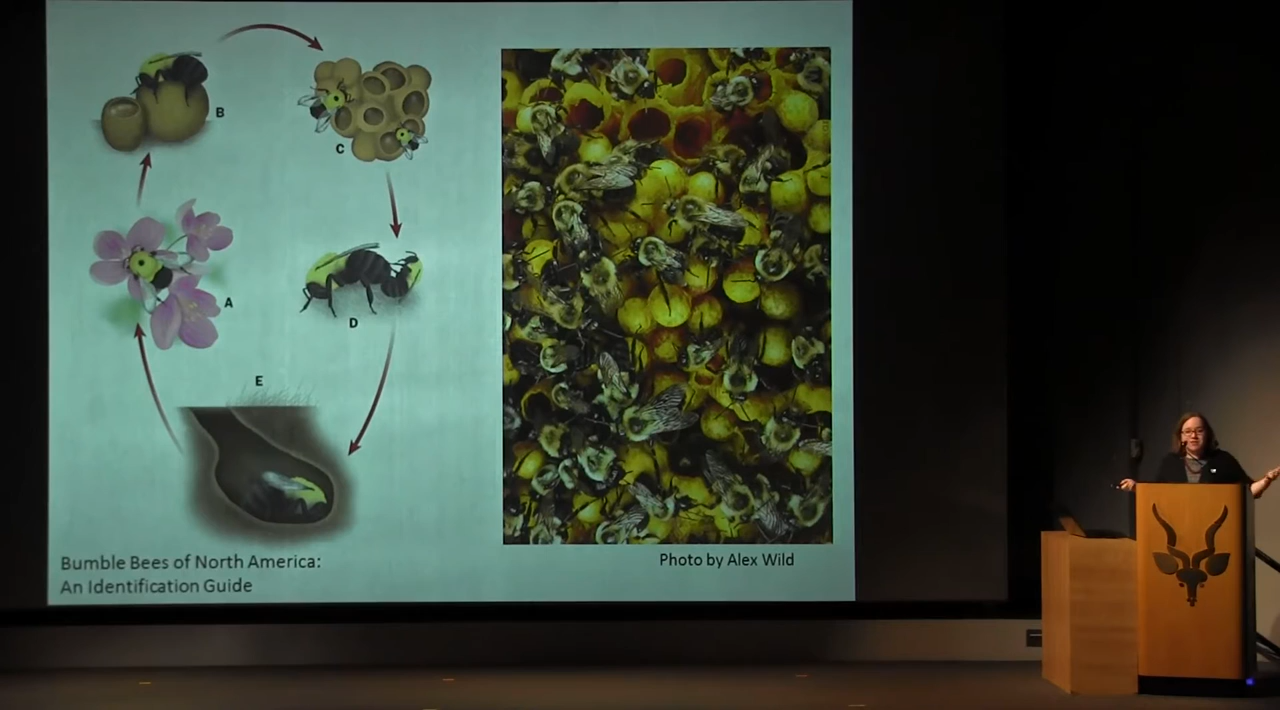 B
C
A
D
E
Bumble Bees of North America:
An Identification Guide
Photo by Alex Wild